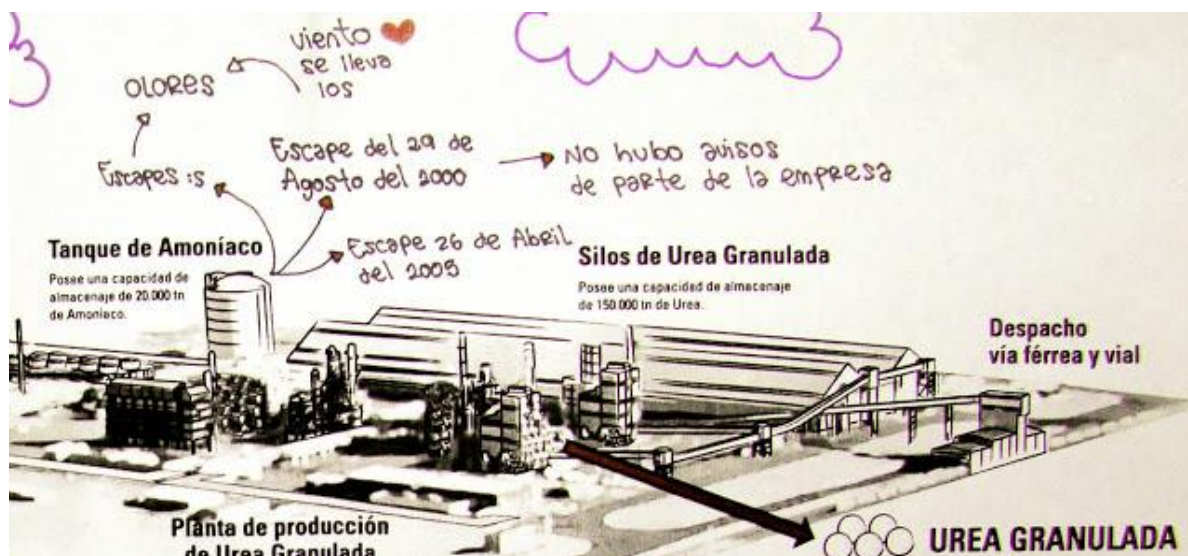 viento
se lleva
los
OLORES
Escapes :s
Escape del 29 de
Agosto del 2000
No hubo avisos
de parte de la empresa
Escape 26 de Abril
del 2005
Tanque de Amoníaco
Posee una capacidad de
almacenaje de 20.000 tn
de Amoníaco.
Silos de Urea Granulada
Posee una capacidad de almacenaje
de 150.000 tn de Urea.
Despacho
vía férrea y vial
Planta de producción
de Urea Granulada
UREA GRANULADA